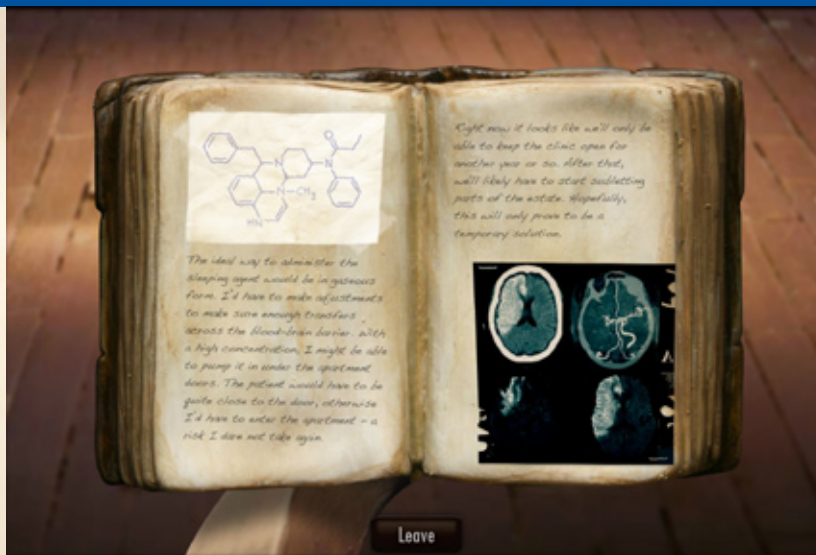 O
N
N
N—CH₃
HN
The ideal way to administer the
sleeping agent would be in gaseous
form. I'd have to make adjustments
to make sure enough transfers
across the blood-brain barrier. With
a high concentration, I might be able
to pump it in under the apartment
doors. The patient would have to be
quite close to the door, otherwise
I'd have to enter the apartment - a
risk I dare not take again.
Right now it looks like we'll only be
able to keep the clinic open for
another year or so. After that,
we'll likely have to start subletting
parts of the estate. Hopefully,
this will only prove to be a
temporary solution.
Leave